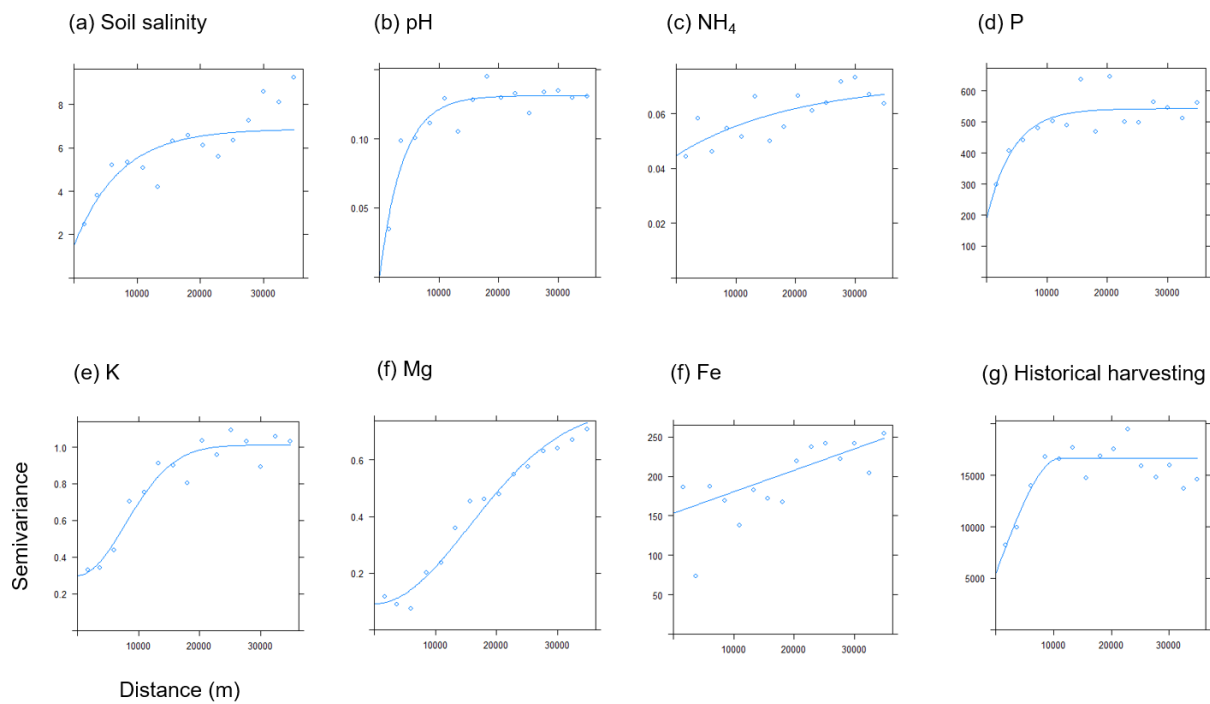 (a) Soil salinity
(b) pH
(c) NH₄
(d) P
8
6
4
2
10000 20000 30000
0.10
0.05
10000 20000 30000
0.06
0.04
0.02
10000 20000 30000
600
500
400
300
200
100
10000 20000 30000
(e) K
(f) Mg
(f) Fe
(g) Historical harvesting
Semivariance
1.0
0.8
0.6
0.4
0.2
10000 20000 30000
0.6
0.4
0.2
10000 20000 30000
250
200
150
100
50
10000 20000 30000
15000
10000
5000
10000 20000 30000
Distance (m)